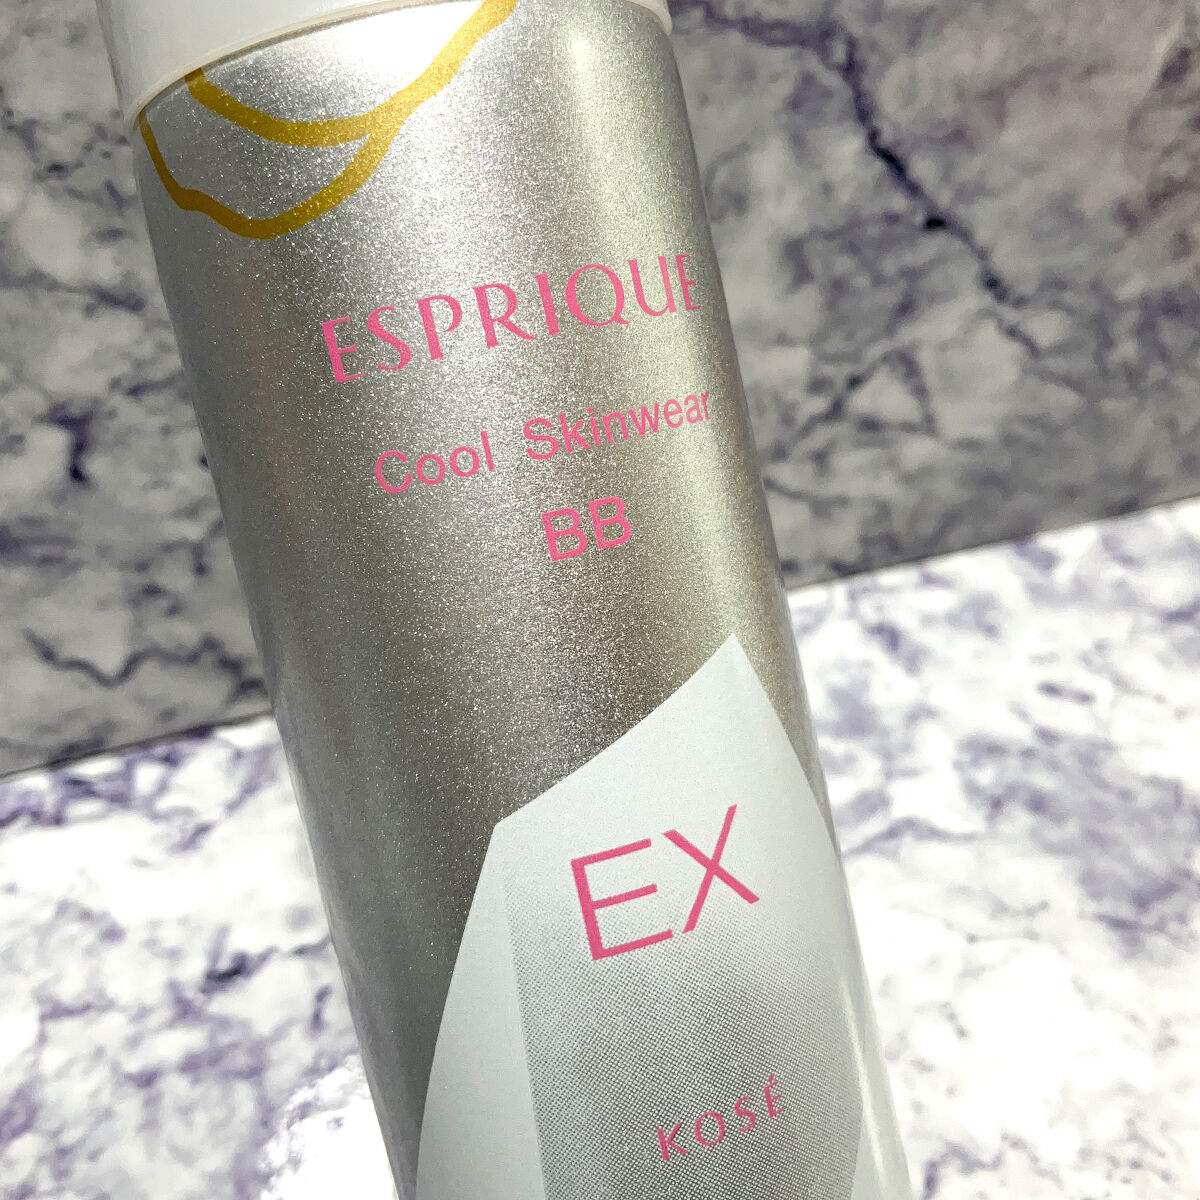 ESPRIQUE
Cool Skinwear
BB
EX
KOSÉ